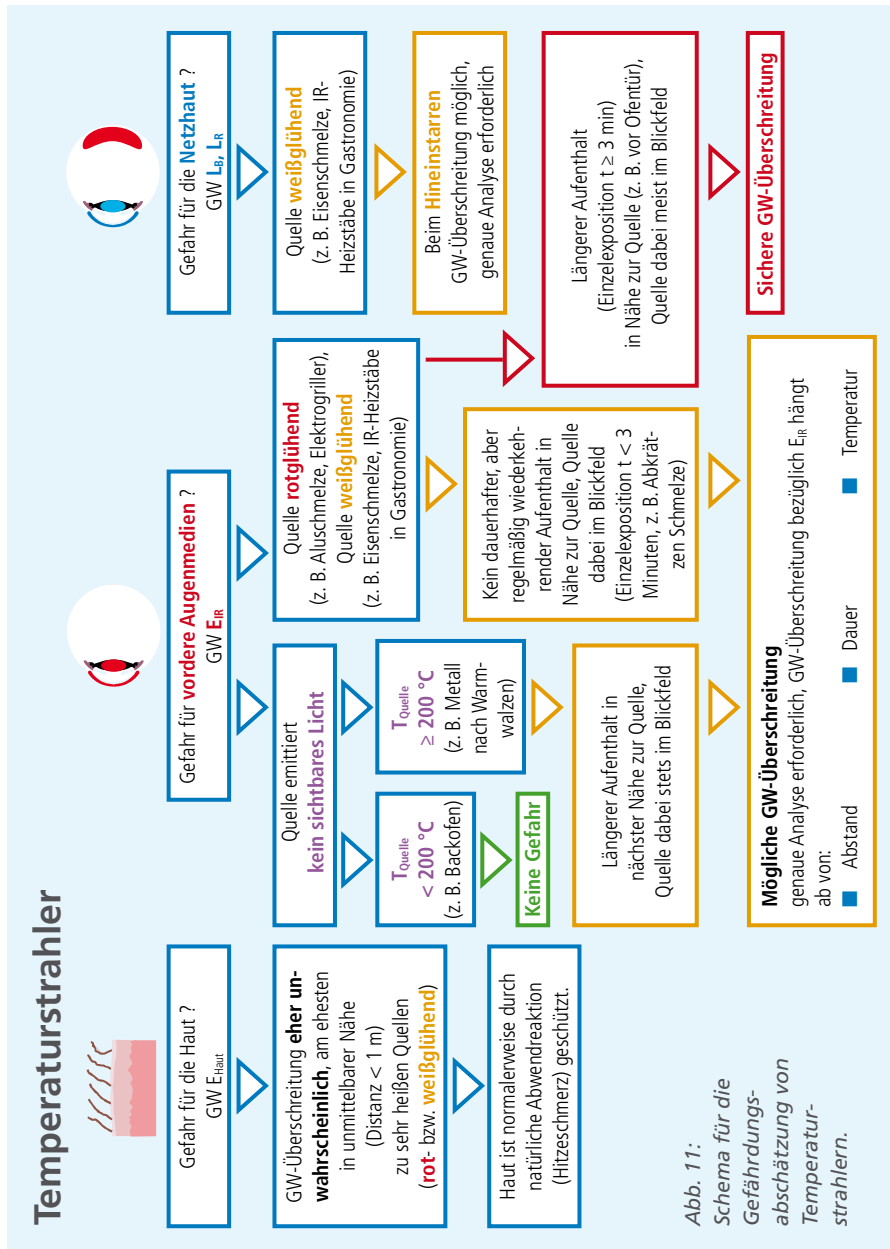 Temperaturstrahler
Gefahr für die Haut ?
GW E_Haut
GW-Überschreitung eher un-
wahrscheinlich, am ehesten
in unmittelbarer Nähe
(Distanz < 1 m)
zu sehr heißen Quellen
(rot- bzw. weißglühend)
Haut ist normalerweise durch
natürliche Abwendreaktion
(Hitzeschmerz) geschützt.
Gefahr für vordere Augenmedien ?
GW E_IR
Quelle emittiert
kein sichtbares Licht
T_Quelle
< 200 °C
(z. B. Backofen)
Keine Gefahr
T_Quelle
≥ 200 °C
(z. B. Metall
nach Warm-
walzen)
Längerer Aufenthalt in
nächster Nähe zur Quelle,
Quelle dabei stets im Blickfeld
Quelle rotglühend
(z. B. Aluschmelze, Elektrogriller),
Quelle weißglühend
(z. B. Eisenschmelze, IR-Heizstäbe
in Gastronomie)
Kein dauerhafter, aber
regelmäßig wiederkeh-
render Aufenthalt in
Nähe zur Quelle, Quelle
dabei im Blickfeld
(Einzelexposition t < 3
Minuten, z. B. Abkrät-
zen Schmelze)
Mögliche GW-Überschreitung
genaue Analyse erforderlich, GW-Überschreitung bezüglich E_IR hängt
ab von:
■ Abstand ■ Dauer ■ Temperatur
Gefahr für die Netzhaut ?
GW L_B, L_R
Quelle weißglühend
(z. B. Eisenschmelze, IR-
Heizstäbe in Gastronomie)
Beim Hineinstarren
GW-Überschreitung möglich,
genaue Analyse erforderlich
Längerer Aufenthalt
(Einzelexposition t ≥ 3 min)
in Nähe zur Quelle (z. B. vor Ofentür),
Quelle dabei meist im Blickfeld
Sichere GW-Überschreitung
Abb. 11:
Schema für die
Gefährdungs-
abschätzung von
Temperatur-
strahlern.